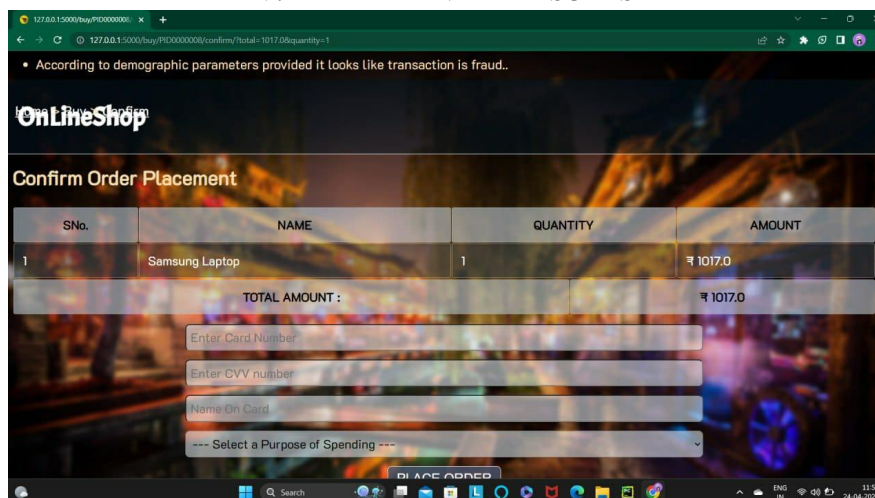 127.0.0.1:5000/buy/PID0000008/
127.0.0.1:5000/buy/PID0000008/confirm/?total=1017.0&quantity=1
• According to demographic parameters provided it looks like transaction is fraud..
Home > Buy > Confirm
OnLineShop
Confirm Order Placement
SNo. NAME QUANTITY AMOUNT
1 Samsung Laptop 1 ₹ 1017.0
TOTAL AMOUNT : ₹ 1017.0
Enter Card Number
Enter CVV number
Name On Card
--- Select a Purpose of Spending ---
PLACE ORDER
Search ENG
IN